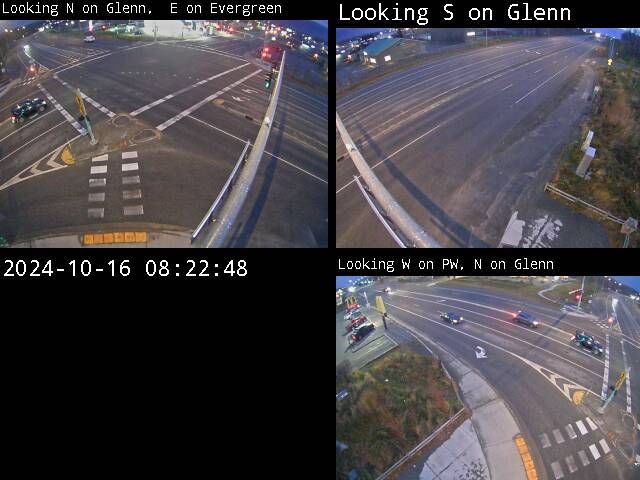 Looking N on Glenn,  E on Evergreen
Looking S on Glenn
2024-10-16 08:22:48
Looking W on PW, N on Glenn